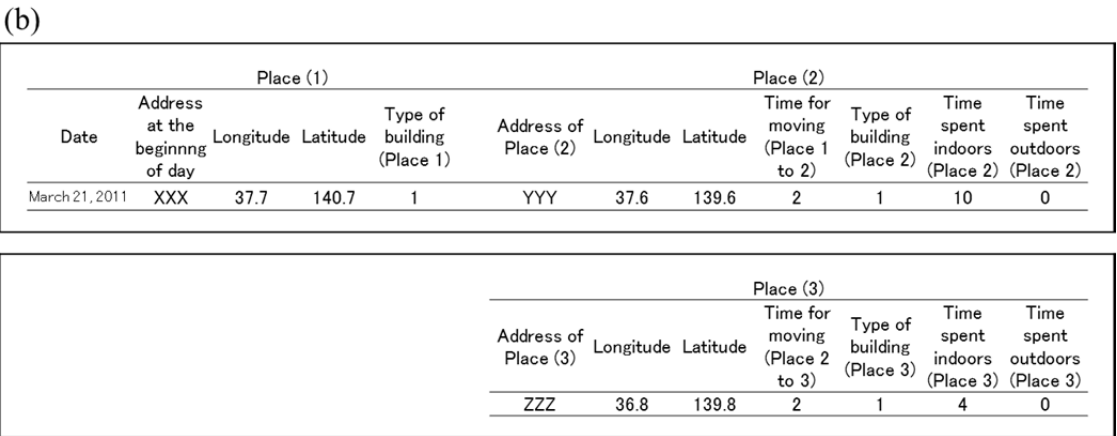 (b)
Place (1) Place (2)
Date Address at the beginnng of day Longitude Latitude Type of building (Place 1) Address of Place (2) Longitude Latitude Time for moving (Place 1 to 2) Type of building (Place 2) Time spent indoors (Place 2) Time spent outdoors (Place 2)
March 21, 2011 XXX 37.7 140.7 1 YYY 37.6 139.6 2 1 10 0
Place (3)
Address of Place (3) Longitude Latitude Time for moving (Place 2 to 3) Type of building (Place 3) Time spent indoors (Place 3) Time spent outdoors (Place 3)
ZZZ 36.8 139.8 2 1 4 0